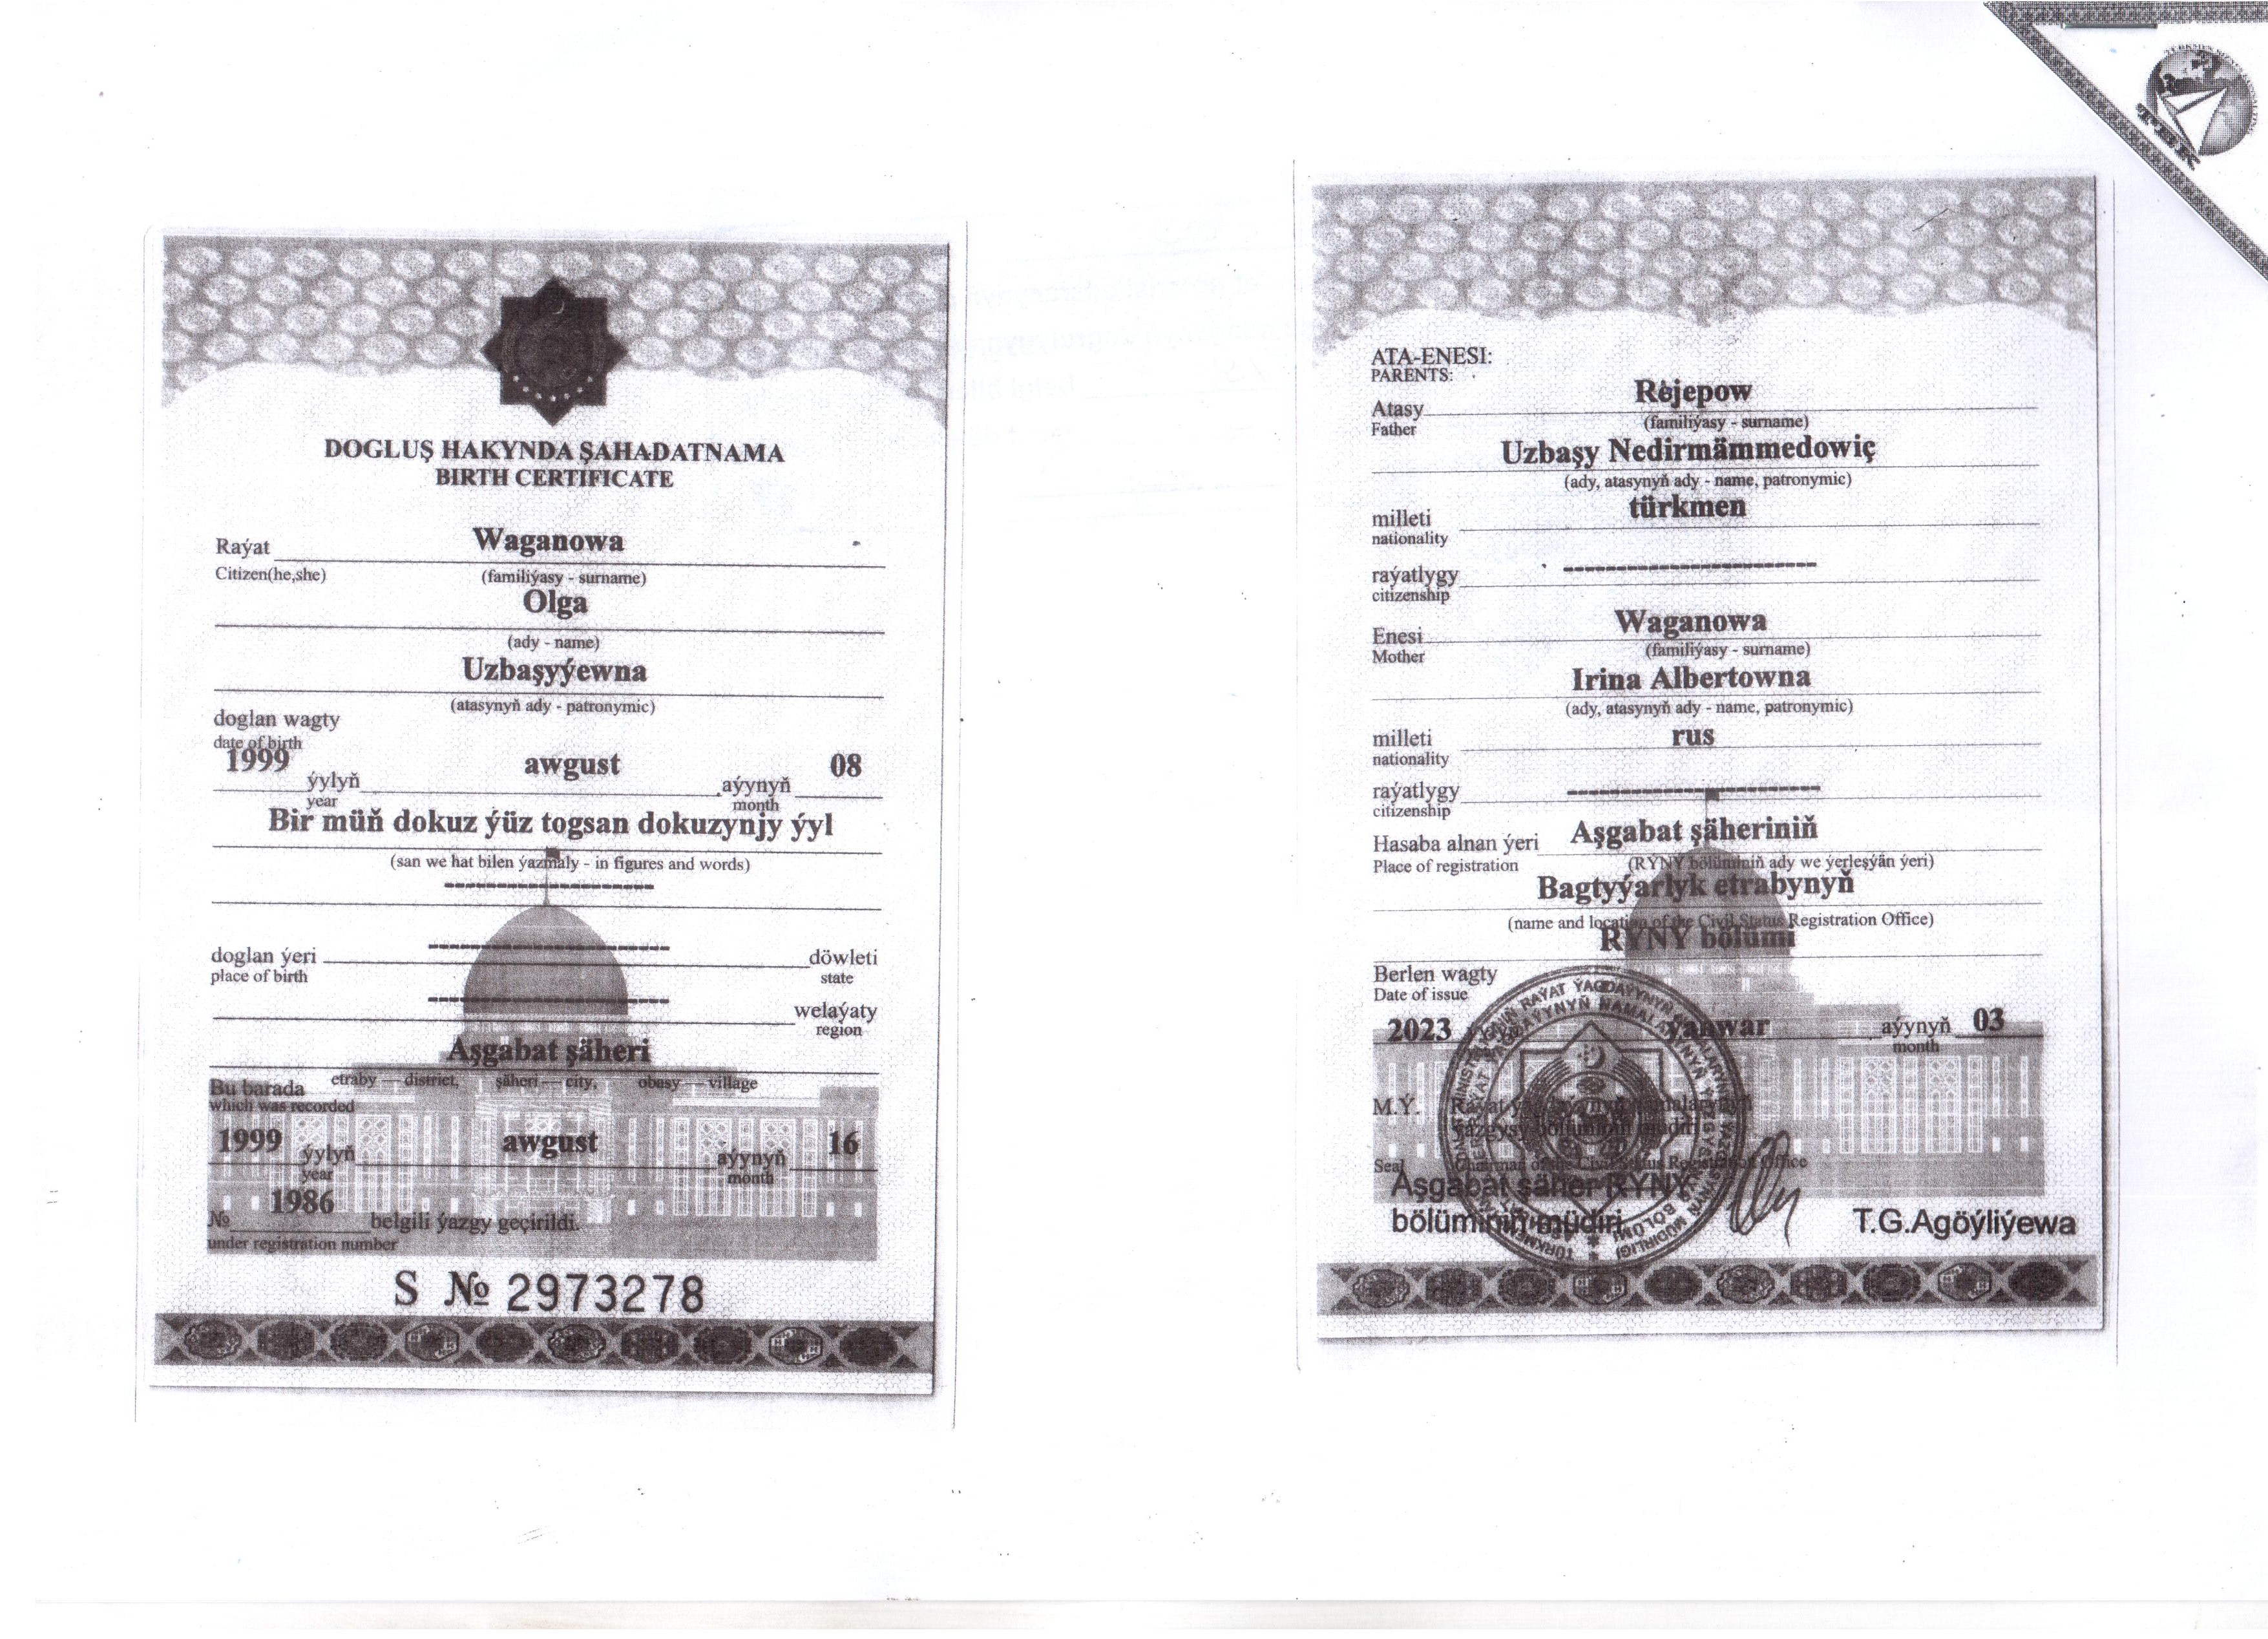 DOGLUŞ HAKYNDA ŞAHADATNAMA
BIRTH CERTIFICATE
Raýat Waganowa
Citizen(he,she) (familiýasy - surname)
Olga
(ady - name)
Uzbaşyýewna
(atasynyň ady - patronymic)
doglan wagty
date of birth
1999 ýylyň awgust aýynyň 08
year month
Bir müň dokuz ýüz togsan dokuzynjy ýyl
(san we hat bilen ýazmaly - in figures and words)
doglan ýeri döwleti
place of birth state
welaýaty
region
Aşgabat şäheri
etraby — district, şäheri — city, obasy — village
Bu barada
which was recorded
1999 ýylyň awgust aýynyň 16
year month
№ 1986 belgili ýazgy geçirildi.
under registration number
S № 2973278
TBK
ATA-ENESI:
PARENTS:
Atasy Rejepow
Father (familiýasy - surname)
Uzbaşy Nedirmämmedowiç
(ady, atasynyň ady - name, patronymic)
milleti türkmen
nationality
raýatlygy
citizenship
Enesi Waganowa
Mother (familiýasy - surname)
Irina Albertowna
(ady, atasynyň ady - name, patronymic)
milleti rus
nationality
raýatlygy
citizenship
Hasaba alnan ýeri Aşgabat şäheriniň
Place of registration (RÝNÝ bölüminiň ady we ýerleşýän ýeri)
Bagtyýarlyk etrabynyň
(name and location of the Civil Status Registration Office)
RÝNÝ bölümi
Berlen wagty
Date of issue
2023 ýanwar aýynyň 03
month
M.Ý. Raýat ýagdaýynyň namalarynyň
ýazgysy bölüminiň müdiri
Seal Chairman of the Civil Status Registration Office
Aşgabat şäher RÝNÝ
bölüminiň müdiri T.G.Agöýliýewa